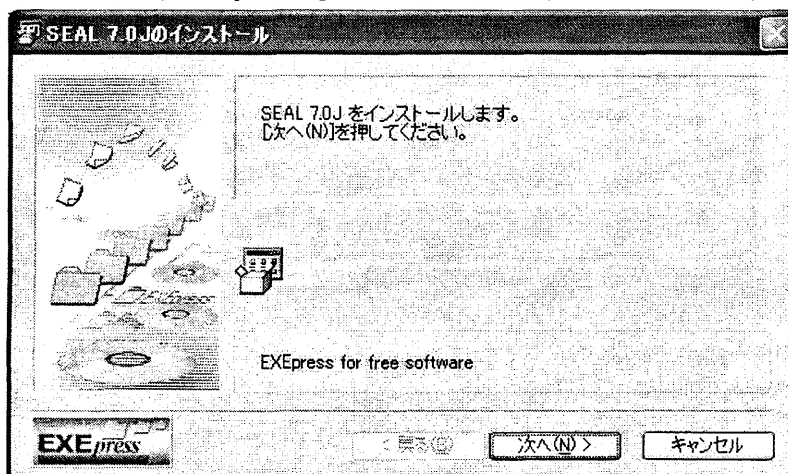 SEAL 7.0Jのインストール
SEAL 7.0J をインストールします。
[次へ(N)]を押してください。
EXEpress for free software
EXEpress
< 戻る(B)
次へ(N) >
キャンセル